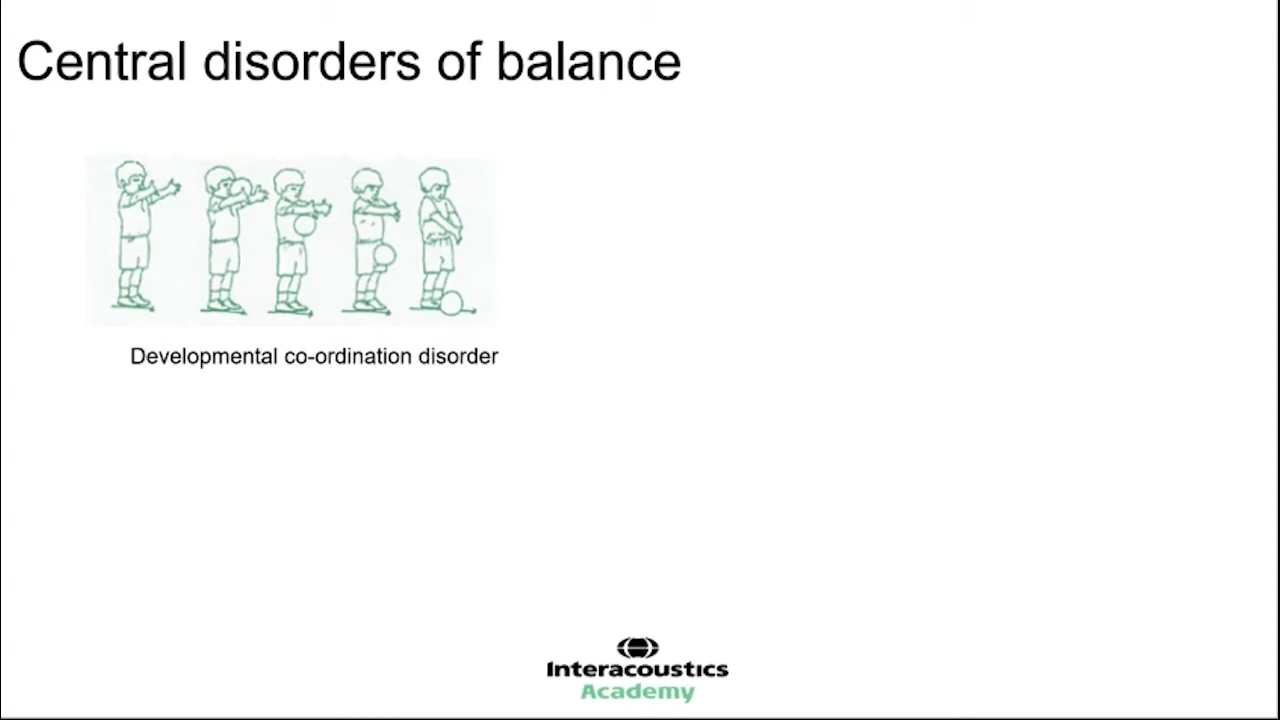 Central disorders of balance
Developmental co-ordination disorder
Interacoustics
Academy